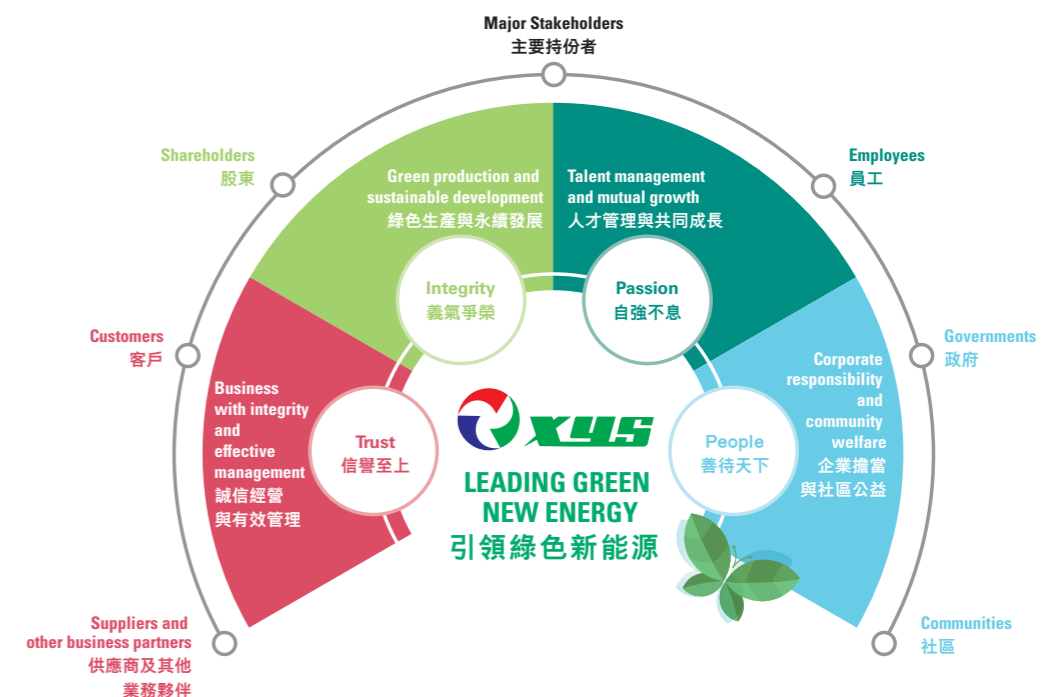 Major Stakeholders
主要持份者
Shareholders
股東
Employees
員工
Green production and
sustainable development
綠色生產與永續發展
Talent management
and mutual growth
人才管理與共同成長
Integrity
義氣爭榮
Passion
自強不息
Customers
客戶
Governments
政府
Business
with integrity
and
effective
management
誠信經營
與有效管理
Trust
信譽至上
XYS
LEADING GREEN
NEW ENERGY
引領綠色新能源
People
善待天下
Corporate
responsibility
and
community
welfare
企業擔當
與社區公益
Suppliers and
other business partners
供應商及其他
業務夥伴
Communities
社區